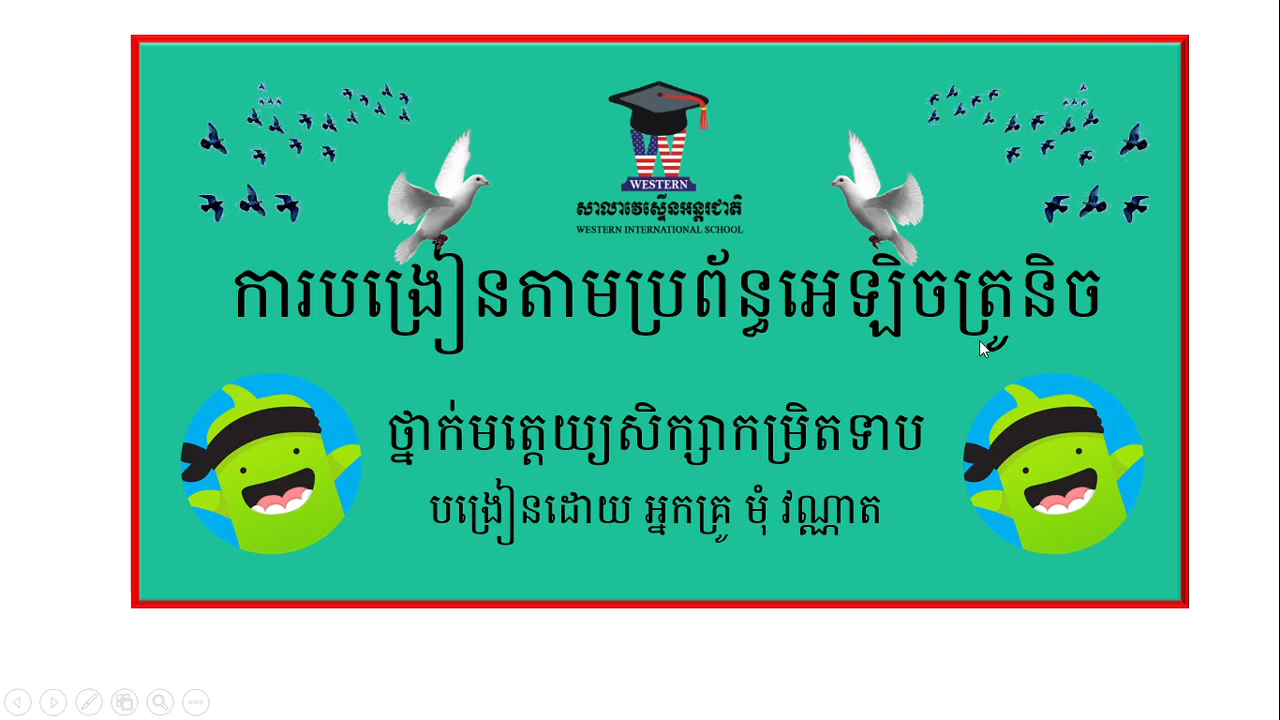 WESTERN
សាលាវេស្ទើនអន្តរជាតិ
WESTERN INTERNATIONAL SCHOOL
ការបង្រៀនតាមប្រព័ន្ធអេឡិចត្រូនិច
ថ្នាក់មត្តេយ្យសិក្សាកម្រិតទាប
បង្រៀនដោយ អ្នកគ្រូ មុំ វណ្ណាត